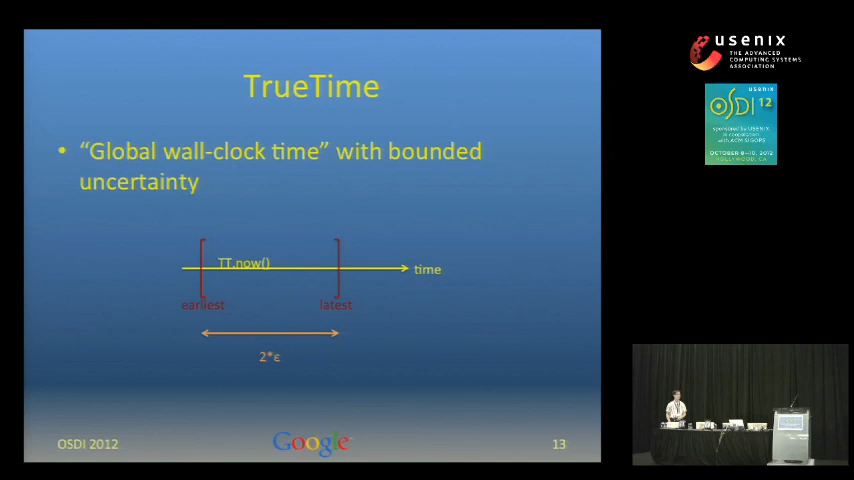 TrueTime
• “Global wall-clock time” with bounded
uncertainty
TT.now()
time
earliest
latest
2*ε
OSDI 2012
Google
13
usenix
THE ADVANCED
COMPUTING SYSTEMS
ASSOCIATION
usenix
OSDI 12
sponsored by USENIX
in cooperation
with ACM SIGOPS
OCTOBER 8–10, 2012
HOLLYWOOD, CA